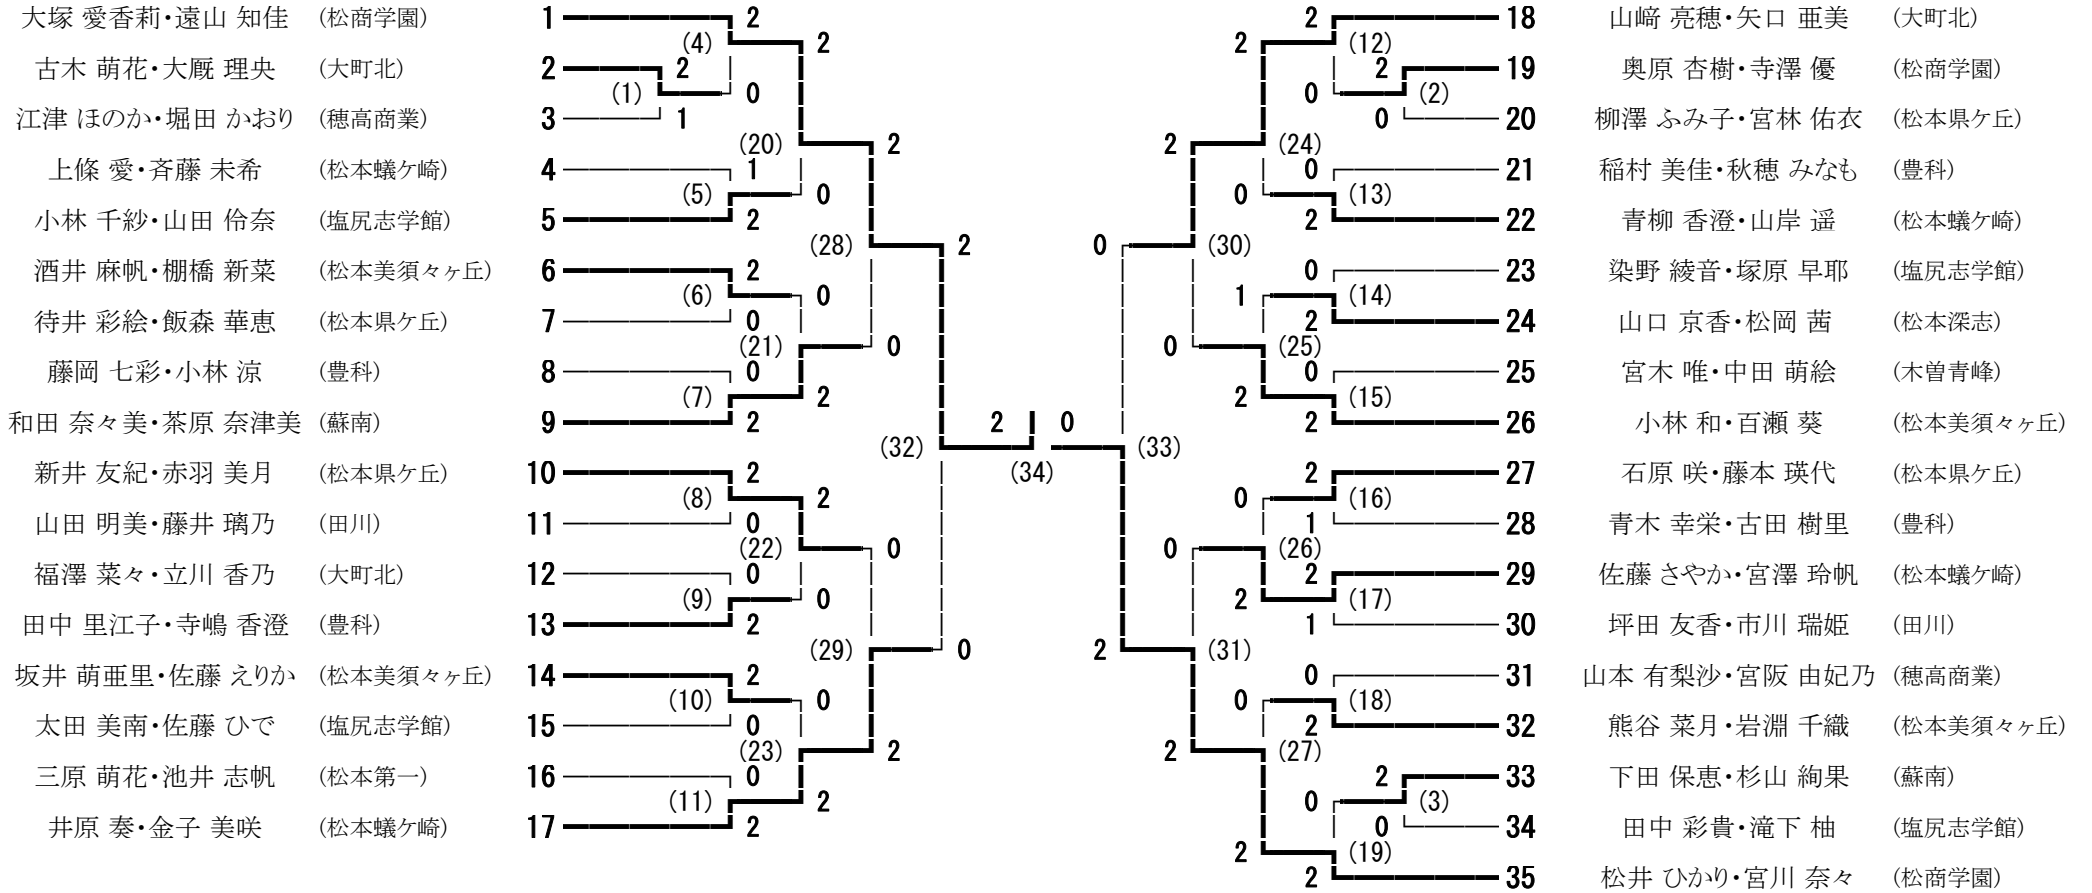 大塚 愛香莉・遠山 知佳 (松商学園) 1 2 2 18 山﨑 亮穂・矢口 亜美 (大町北)
(4) 2 2 (12)
古木 萌花・大厩 理央 (大町北) 2 2 2 19 奥原 杏樹・寺澤 優 (松商学園)
(1) 0 0 (2)
江津 ほのか・堀田 かおり (穂高商業) 3 1 0 20 柳澤 ふみ子・宮林 佑衣 (松本県ケ丘)
(20) 2 2 (24)
上條 愛・斉藤 未希 (松本蟻ケ崎) 4 1 0 21 稲村 美佳・秋穂 みなも (豊科)
(5) 0 0 (13)
小林 千紗・山田 伶奈 (塩尻志学館) 5 2 2 22 青柳 香澄・山岸 遥 (松本蟻ケ崎)
(28) 2 0 (30)
酒井 麻帆・棚橋 新菜 (松本美須々ヶ丘) 6 2 0 23 染野 綾音・塚原 早耶 (塩尻志学館)
(6) 0 1 (14)
待井 彩絵・飯森 華恵 (松本県ケ丘) 7 0 2 24 山口 京香・松岡 茜 (松本深志)
(21) 0 0 (25)
藤岡 七彩・小林 涼 (豊科) 8 0 0 25 宮木 唯・中田 萌絵 (木曽青峰)
(7) 2 2 (15)
和田 奈々美・茶原 奈津美 (蘇南) 9 2 2 0 2 26 小林 和・百瀬 葵 (松本美須々ヶ丘)
(32) (33)
新井 友紀・赤羽 美月 (松本県ケ丘) 10 2 (34) 2 27 石原 咲・藤本 瑛代 (松本県ケ丘)
(8) 2 0 (16)
山田 明美・藤井 璃乃 (田川) 11 0 1 28 青木 幸栄・古田 樹里 (豊科)
(22) 0 0 (26)
福澤 菜々・立川 香乃 (大町北) 12 0 2 29 佐藤 さやか・宮澤 玲帆 (松本蟻ケ崎)
(9) 0 2 (17)
田中 里江子・寺嶋 香澄 (豊科) 13 2 1 30 坪田 友香・市川 瑞姫 (田川)
(29) 0 2 (31)
坂井 萌亜里・佐藤 えりか (松本美須々ヶ丘) 14 2 0 31 山本 有梨沙・宮阪 由妃乃 (穂高商業)
(10) 0 0 (18)
太田 美南・佐藤 ひで (塩尻志学館) 15 0 2 32 熊谷 菜月・岩淵 千織 (松本美須々ヶ丘)
(23) 2 2 (27)
三原 萌花・池井 志帆 (松本第一) 16 0 2 33 下田 保恵・杉山 絢果 (蘇南)
(11) 2 0 (3)
井原 奏・金子 美咲 (松本蟻ケ崎) 17 2 0 34 田中 彩貴・滝下 柚 (塩尻志学館)
2 (19)
2 35 松井 ひかり・宮川 奈々 (松商学園)